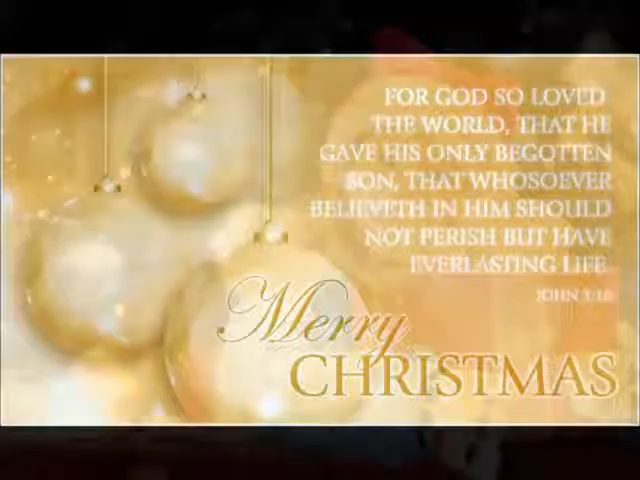 FOR GOD SO LOVED
THE WORLD, THAT HE
GAVE HIS ONLY BEGOTTEN
SON, THAT WHOSOEVER
BELIEVETH IN HIM SHOULD
NOT PERISH BUT HAVE
EVERLASTING LIFE.
JOHN 3:16
Merry
CHRISTMAS